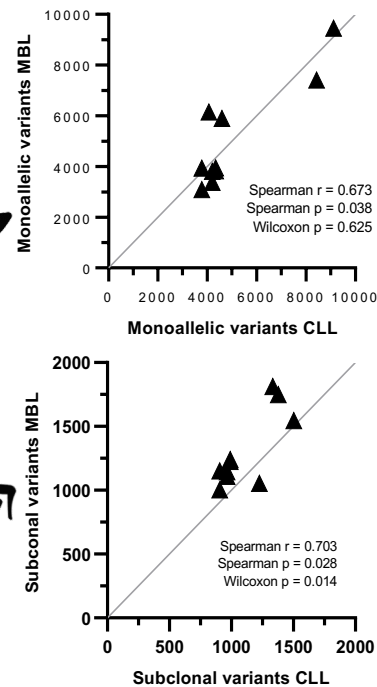 Monoallelic variants MBL
10000
8000
6000
4000
2000
0
Spearman r = 0.673
Spearman p = 0.038
Wilcoxon p = 0.625
0 2000 4000 6000 8000 10000
Monoallelic variants CLL
Subconal variants MBL
2000
1500
1000
500
0
Spearman r = 0.703
Spearman p = 0.028
Wilcoxon p = 0.014
0 500 1000 1500 2000
Subclonal variants CLL